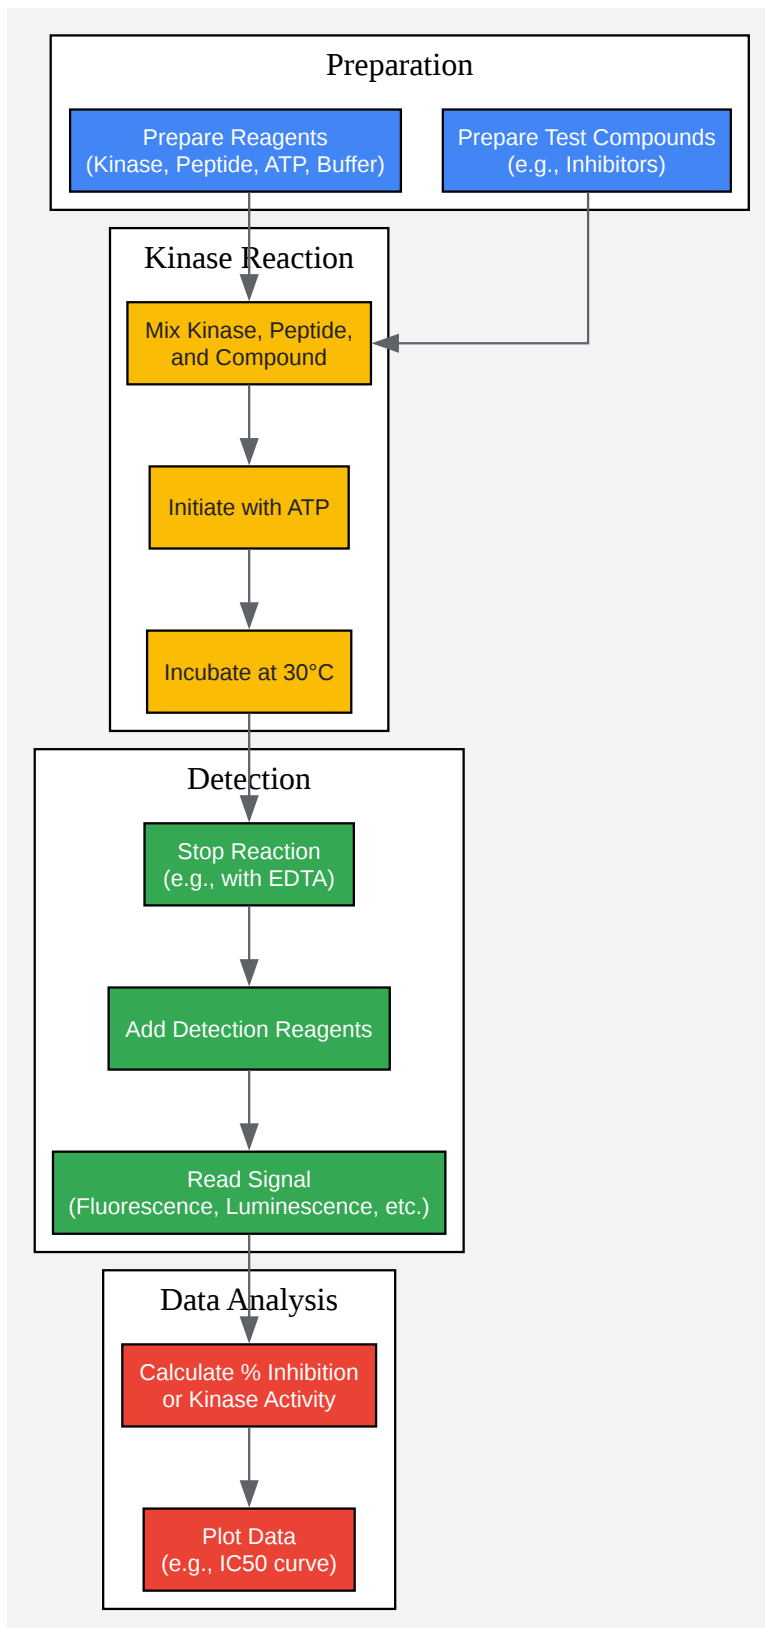 Preparation
Prepare Reagents
(Kinase, Peptide, ATP, Buffer)
Prepare Test Compounds
(e.g., Inhibitors)
Kinase Reaction
Mix Kinase, Peptide,
and Compound
Initiate with ATP
Incubate at 30°C
Detection
Stop Reaction
(e.g., with EDTA)
Add Detection Reagents
Read Signal
(Fluorescence, Luminescence, etc.)
Data Analysis
Calculate % Inhibition
or Kinase Activity
Plot Data
(e.g., IC50 curve)